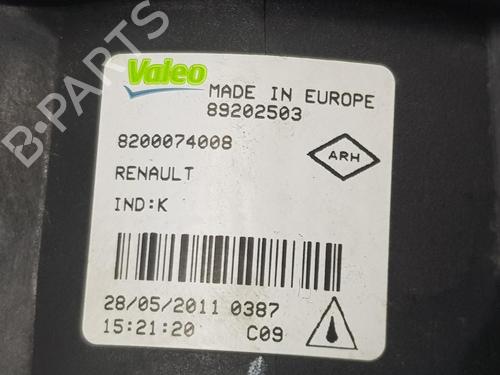 Valeo
MADE IN EUROPE
89202503
8200074008
ARH
RENAULT
IND:K
28/05/2011 0387
15:21:20 C09
B-PARTS